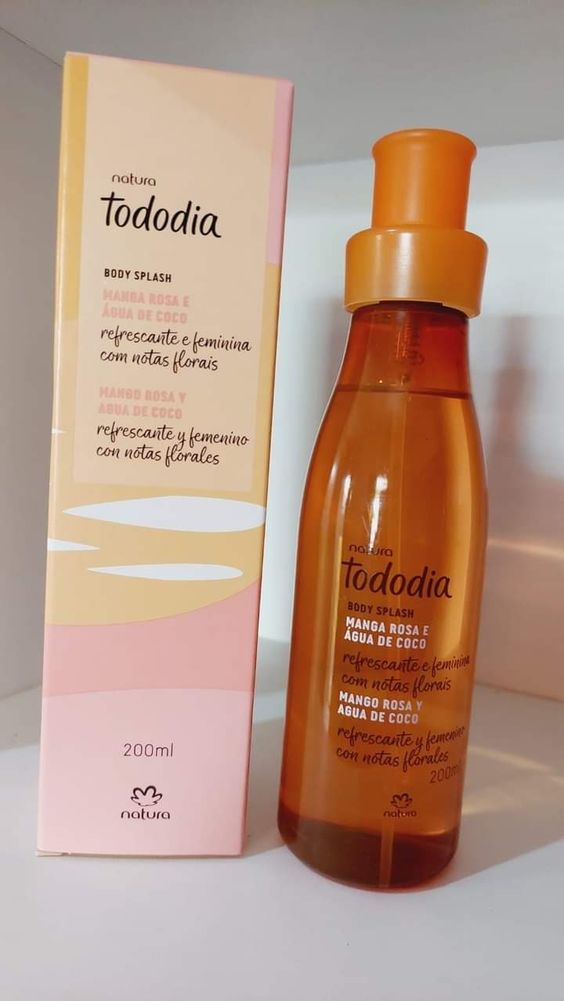 natura
tododia
BODY SPLASH
MANGA ROSA E
ÁGUA DE COCO
refrescante e feminina
com notas florais
MANGO ROSA Y
AGUA DE COCO
refrescante y femenino
con notas florales
200ml
natura
natura
tododia
BODY SPLASH
MANGA ROSA E
ÁGUA DE COCO
refrescante e feminina
com notas florais
MANGO ROSA Y
AGUA DE COCO
refrescante y femenino
con notas florales
200ml
natura